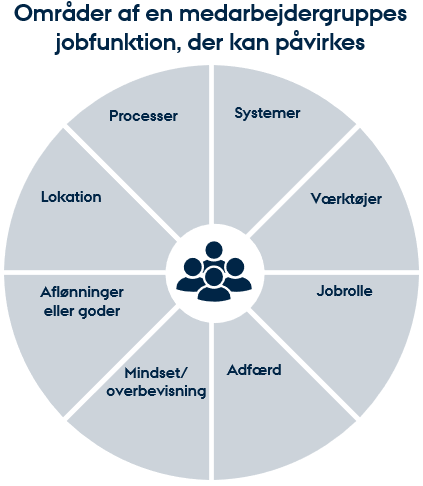 Områder af en medarbejdergruppes
jobfunktion, der kan påvirkes
Processer
Systemer
Lokation
Værktøjer
Aflønninger
eller goder
Jobrolle
Mindset/
overbevisning
Adfærd